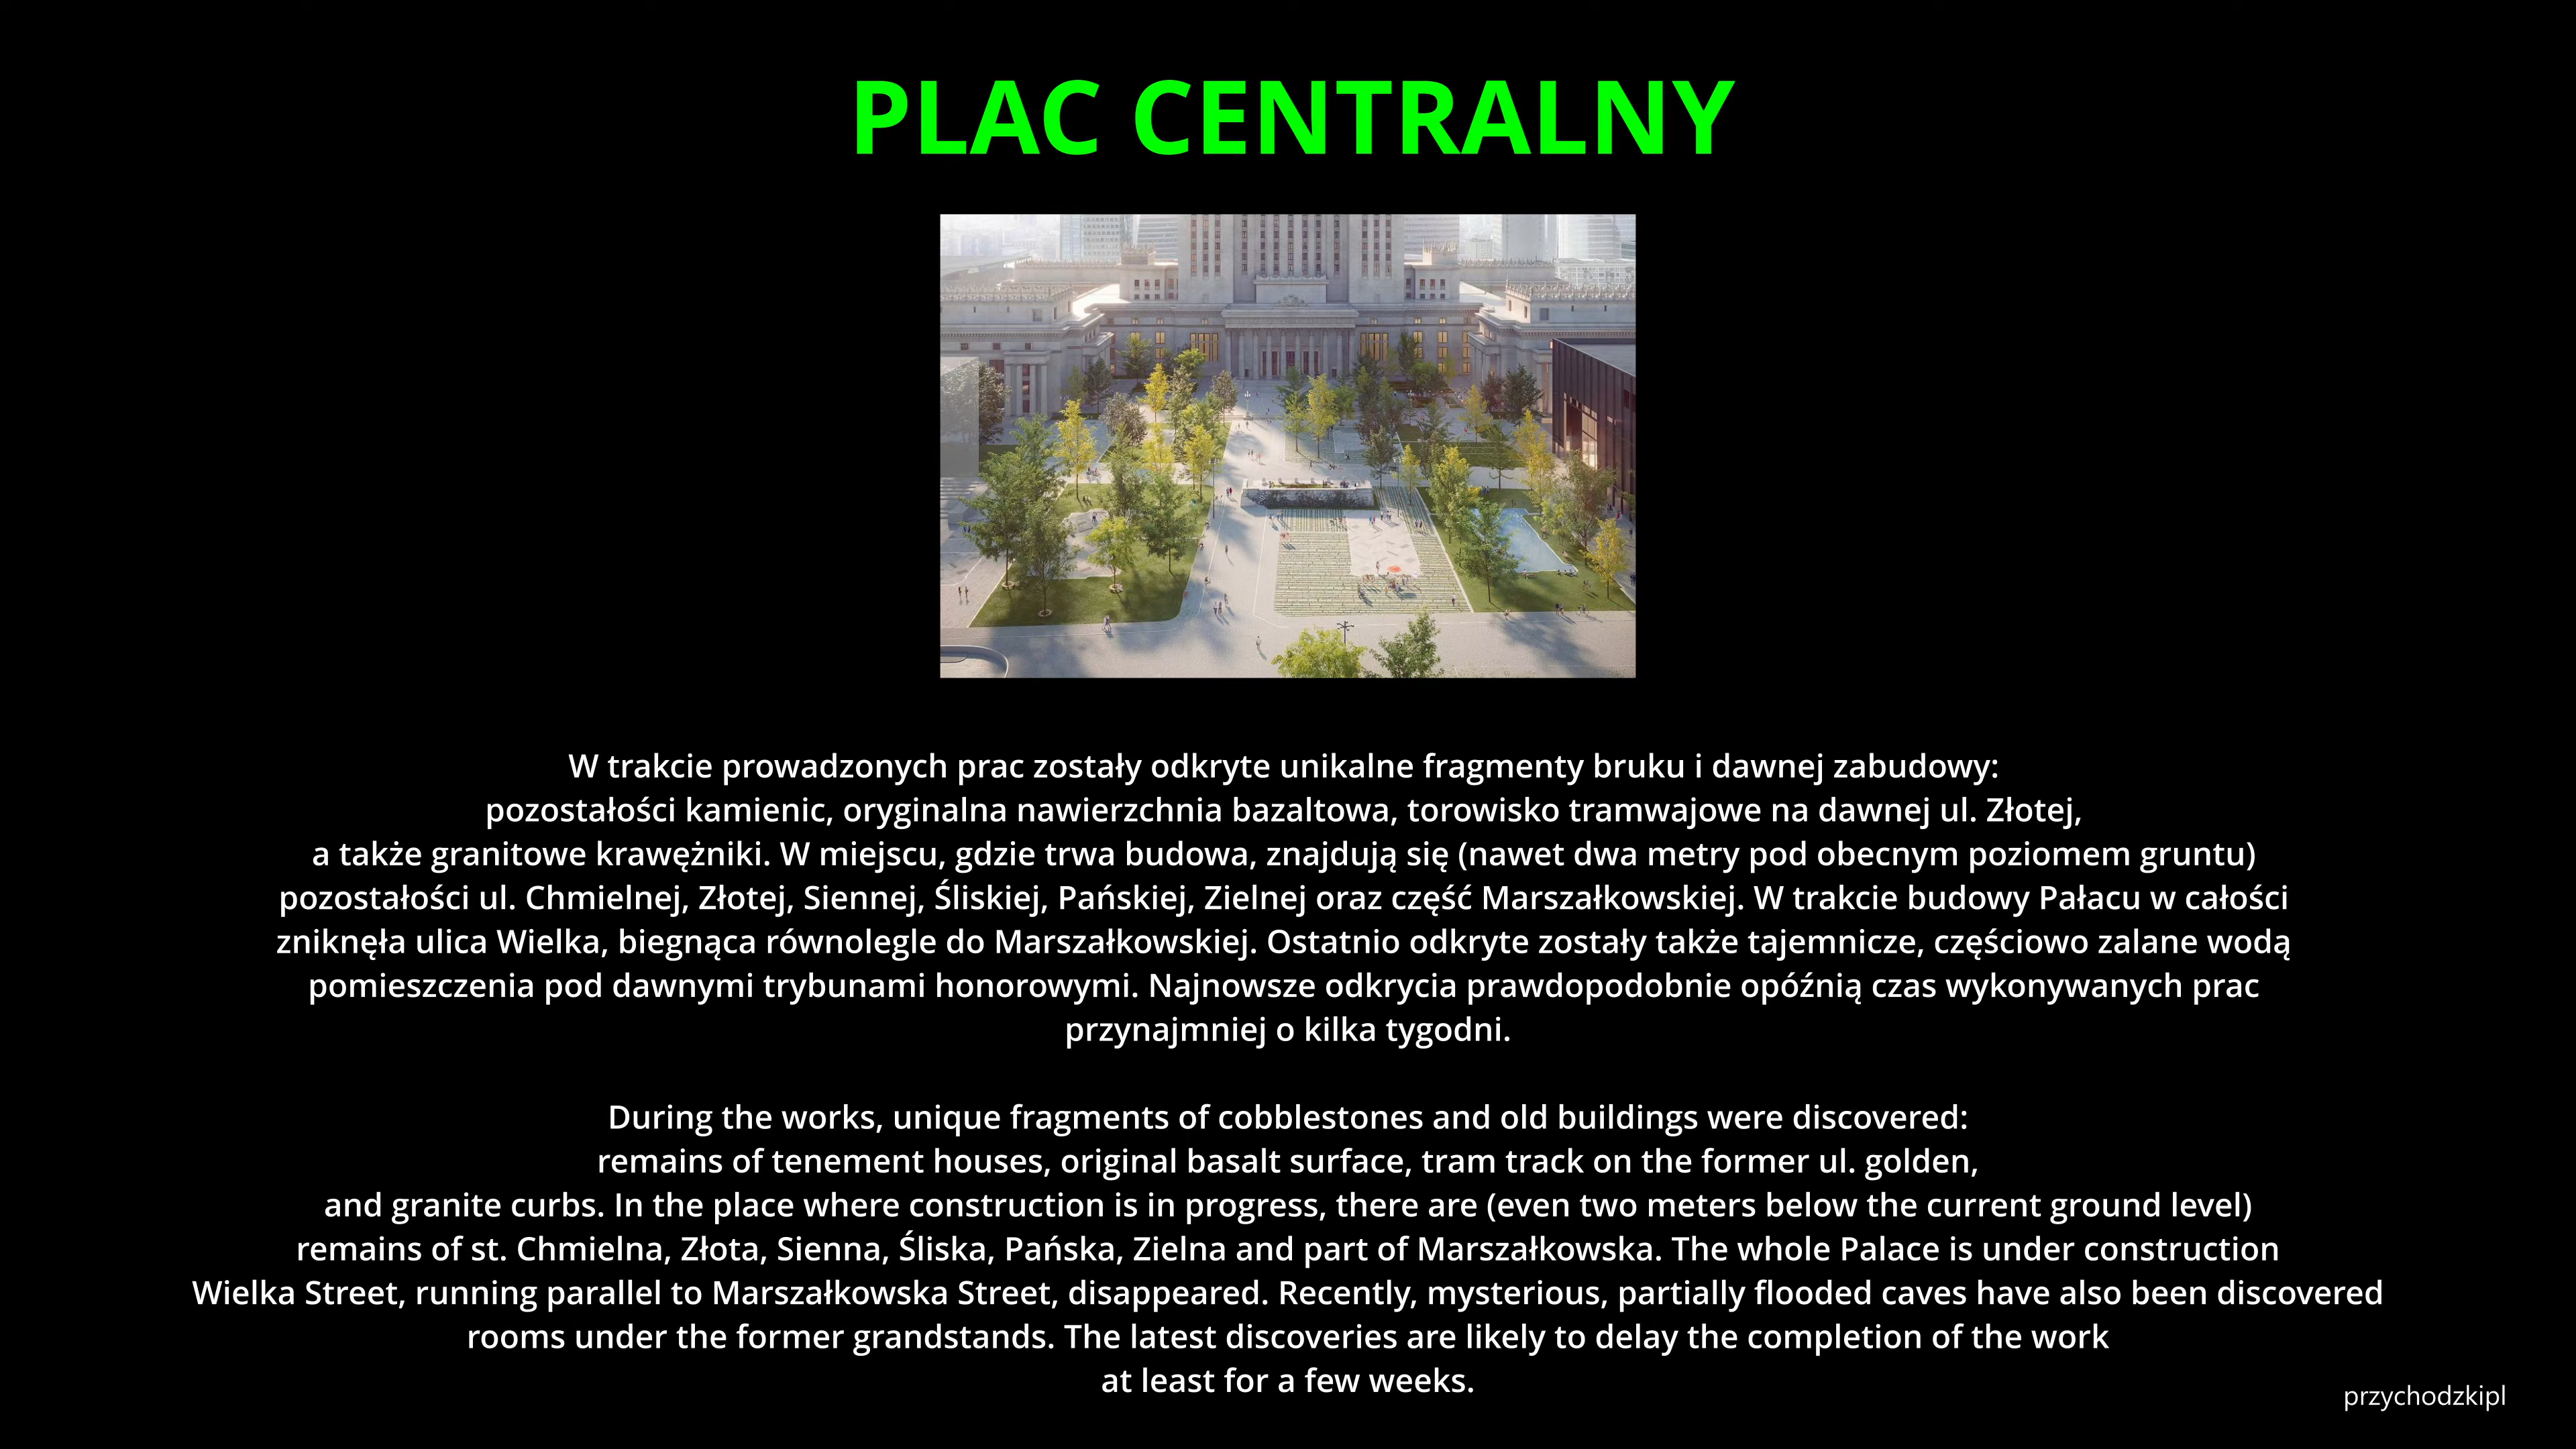 PLAC CENTRALNY
W trakcie prowadzonych prac zostały odkryte unikalne fragmenty bruku i dawnej zabudowy:
pozostałości kamienic, oryginalna nawierzchnia bazaltowa, torowisko tramwajowe na dawnej ul. Złotej,
a także granitowe krawężniki. W miejscu, gdzie trwa budowa, znajdują się (nawet dwa metry pod obecnym poziomem gruntu)
pozostałości ul. Chmielnej, Złotej, Siennej, Śliskiej, Pańskiej, Zielnej oraz część Marszałkowskiej. W trakcie budowy Pałacu w całości
zniknęła ulica Wielka, biegnąca równolegle do Marszałkowskiej. Ostatnio odkryte zostały także tajemnicze, częściowo zalane wodą
pomieszczenia pod dawnymi trybunami honorowymi. Najnowsze odkrycia prawdopodobnie opóźnią czas wykonywanych prac
przynajmniej o kilka tygodni.
During the works, unique fragments of cobblestones and old buildings were discovered:
remains of tenement houses, original basalt surface, tram track on the former ul. golden,
and granite curbs. In the place where construction is in progress, there are (even two meters below the current ground level)
remains of st. Chmielna, Złota, Sienna, Śliska, Pańska, Zielna and part of Marszałkowska. The whole Palace is under construction
Wielka Street, running parallel to Marszałkowska Street, disappeared. Recently, mysterious, partially flooded caves have also been discovered
rooms under the former grandstands. The latest discoveries are likely to delay the completion of the work
at least for a few weeks.
przychodzkipl